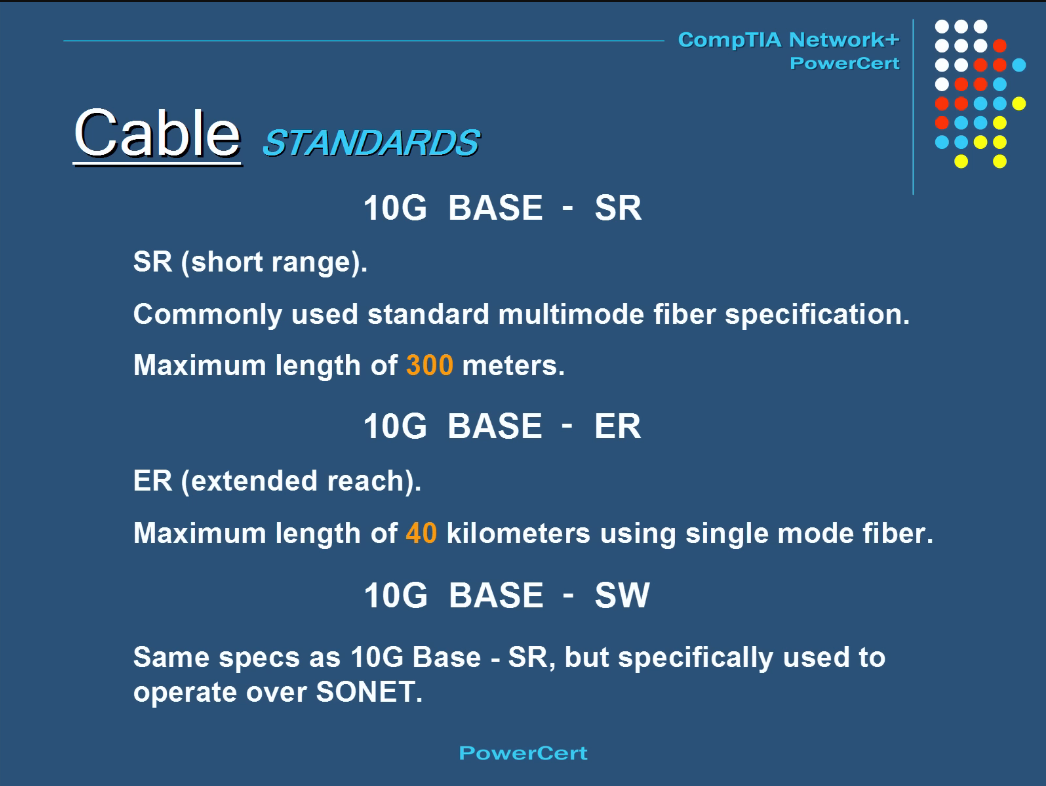 CompTIA Network+
PowerCert
Cable STANDARDS
10G BASE - SR
SR (short range).
Commonly used standard multimode fiber specification.
Maximum length of 300 meters.
10G BASE - ER
ER (extended reach).
Maximum length of 40 kilometers using single mode fiber.
10G BASE - SW
Same specs as 10G Base - SR, but specifically used to
operate over SONET.
PowerCert